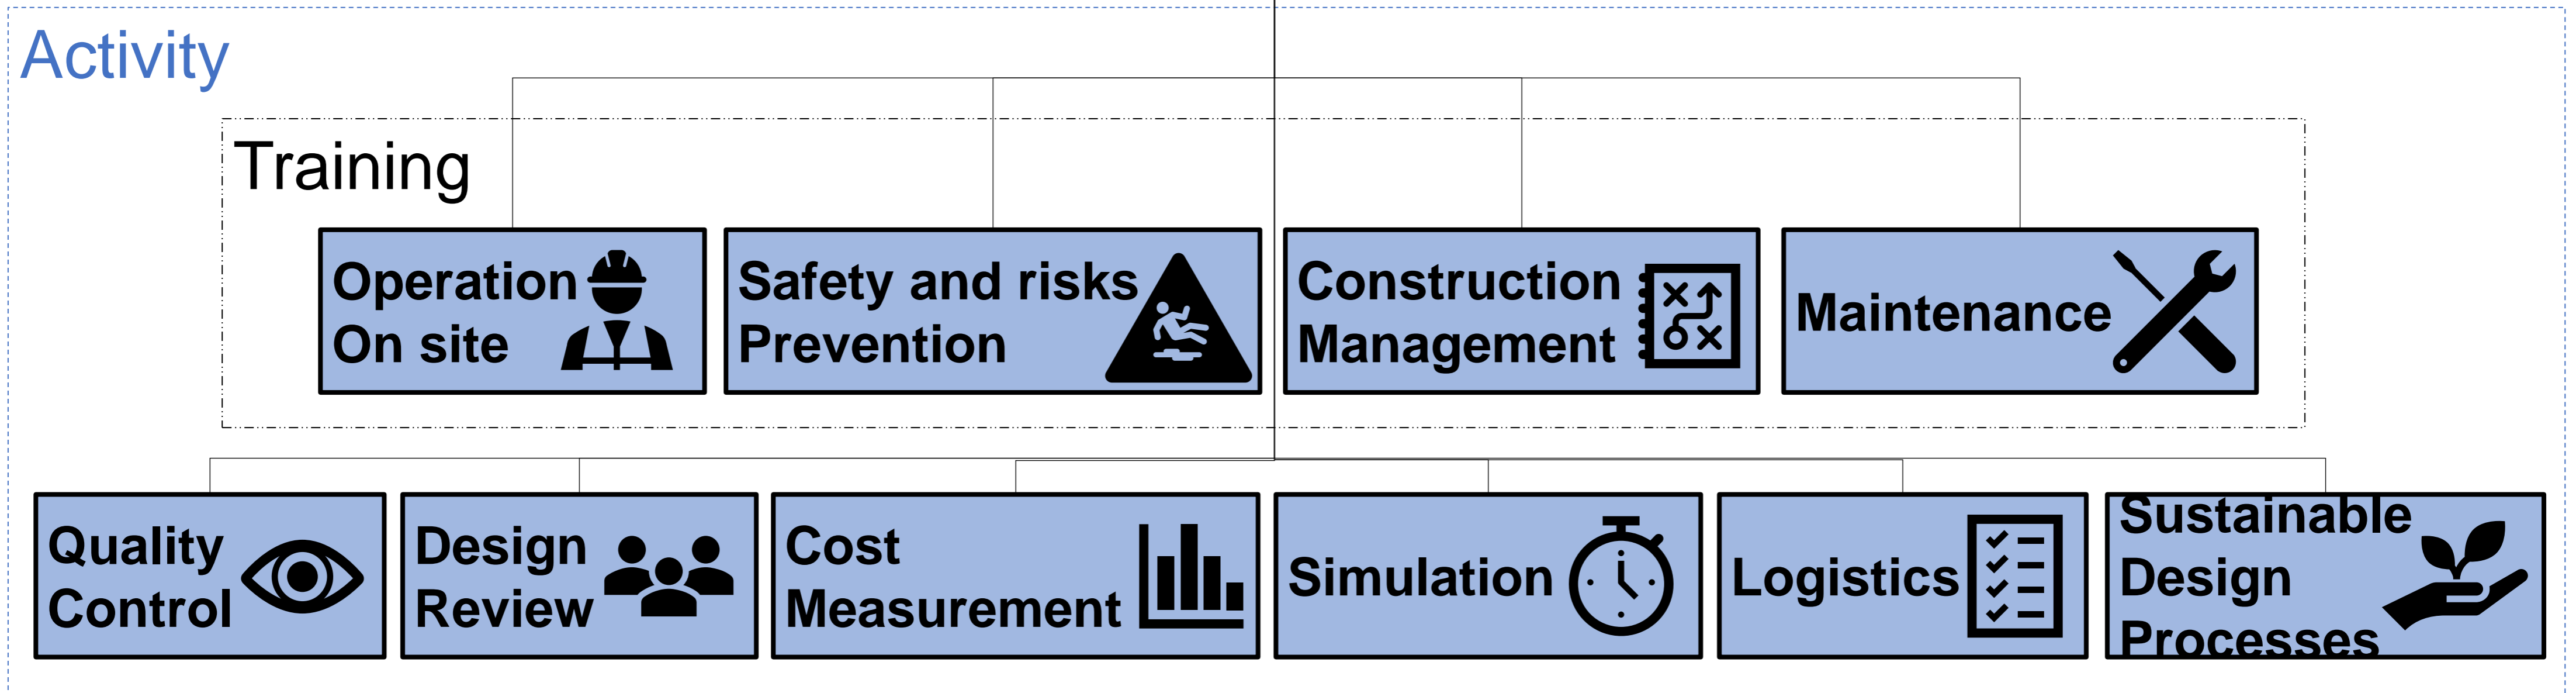 Activity
Training
Operation
On site
Safety and risks
Prevention
Construction
Management
Maintenance
Quality
Control
Design
Review
Cost
Measurement
Simulation
Logistics
Sustainable
Design
Processes